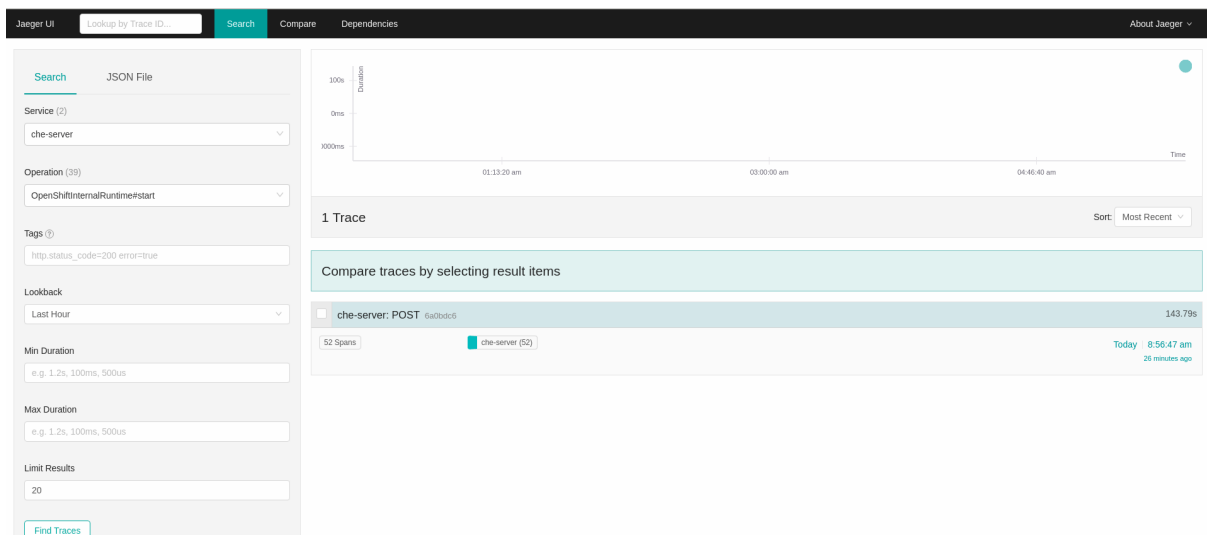 Jaeger UI Lookup by Trace ID... Search Compare Dependencies About Jaeger
Search JSON File
Service (2)
che-server
Operation (39)
OpenShiftInternalRuntime#start
Tags
http.status_code=200 error=true
Lookback
Last Hour
Min Duration
e.g. 1.2s, 100ms, 500us
Max Duration
e.g. 1.2s, 100ms, 500us
Limit Results
20
Find Traces
Duration
100s
0ms
0000ms
Time
01:13:20 am 03:00:00 am 04:46:40 am
1 Trace Sort: Most Recent
Compare traces by selecting result items
che-server: POST 6a0bdc6 143.79s
52 Spans che-server (52) Today 8:56:47 am
26 minutes ago